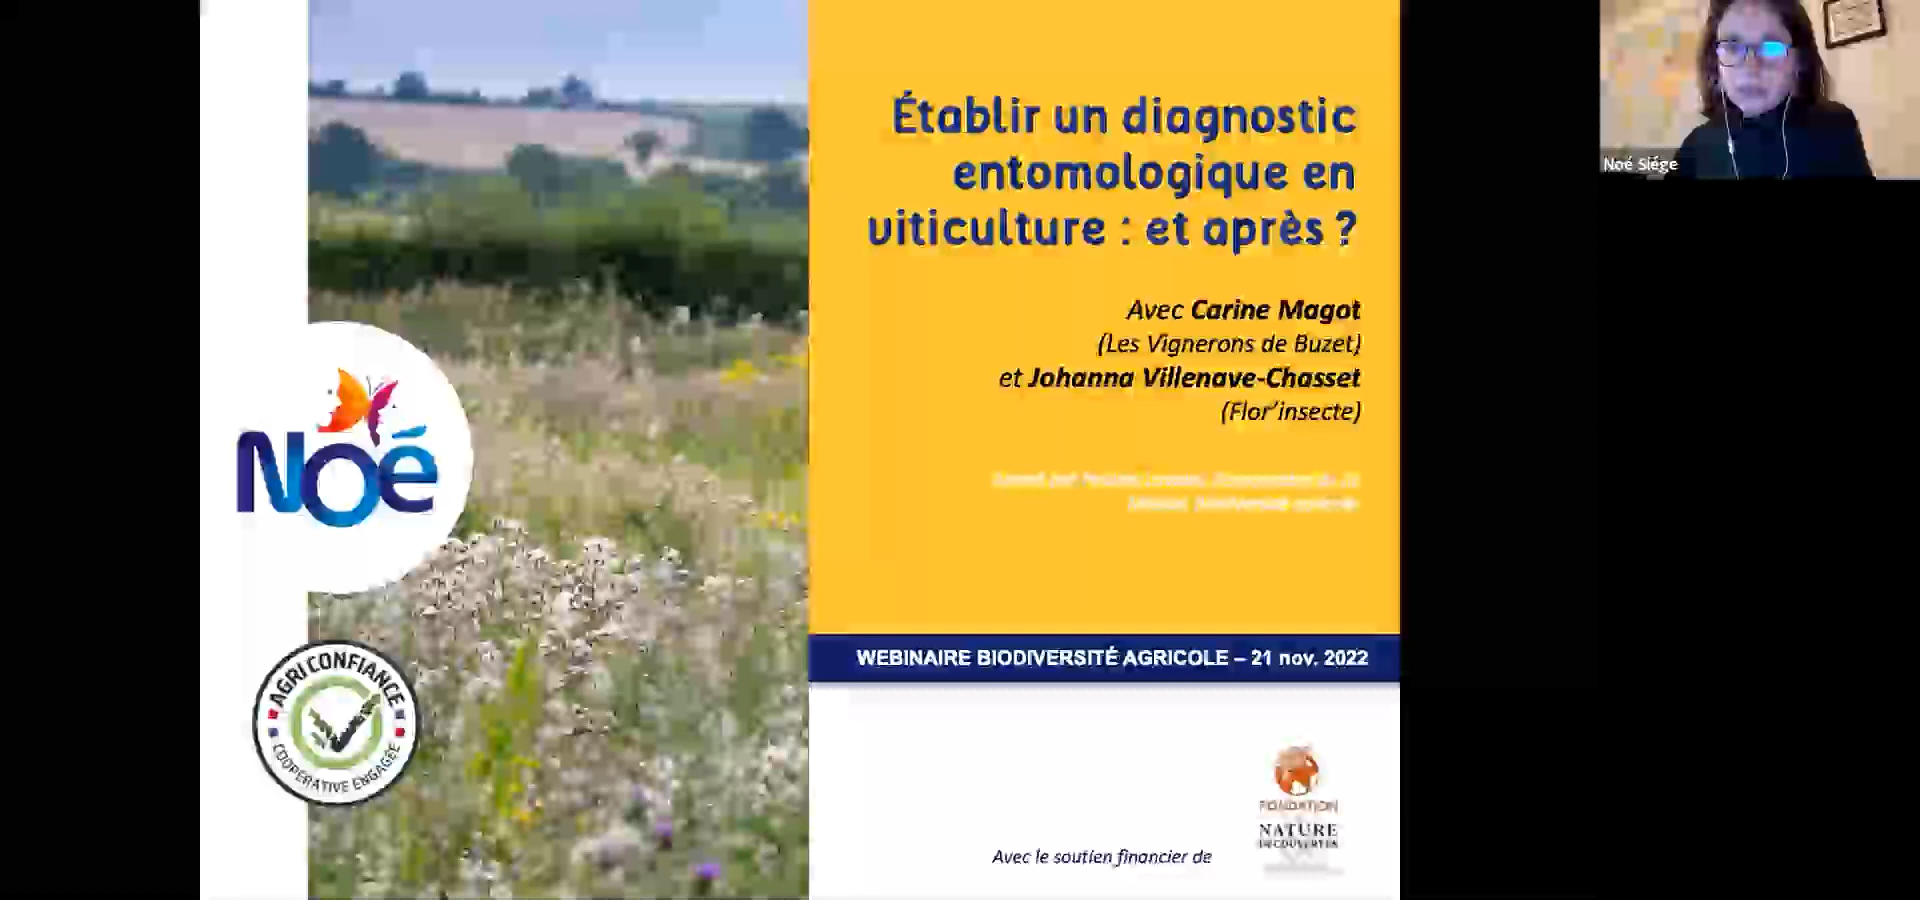 Établir un diagnostic
entomologique en
viticulture : et après ?
Avec Carine Magot
(Les Vignerons de Buzet)
et Johanna Villenave-Chasset
(Flor'insecte)
WEBINAIRE BIODIVERSITÉ AGRICOLE – 21 nov. 2022
Avec le soutien financier de
FONDATION
NATURE
DÉCOUVERTES
Noé
AGRI CONFIANCE
COOPÉRATIVE ENGAGÉE
Noé Siége